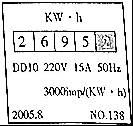 KW · h
2 6 9 5
DD10 220V 15A 50Hz
3000imp/(KW · h)
2005.8 NO.138